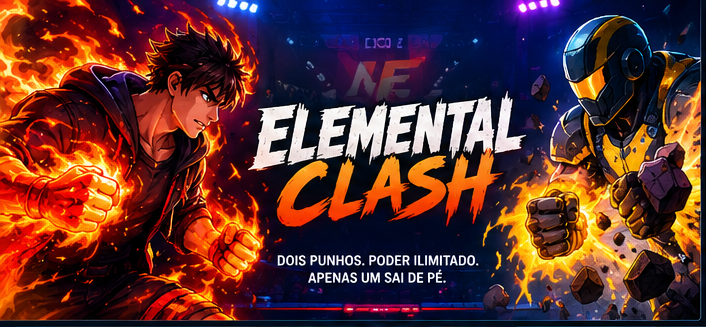 ELEMENTAL
CLASH
DOIS PUNHOS. PODER ILIMITADO.
APENAS UM SAI DE PÉ.